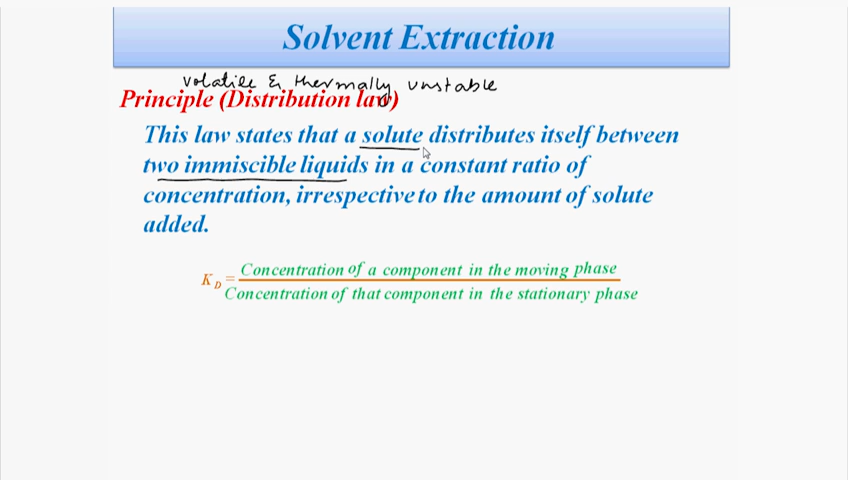 Solvent Extraction
volatile & thermally unstable
Principle (Distribution law)
This law states that a solute distributes itself between
two immiscible liquids in a constant ratio of
concentration, irrespective to the amount of solute
added.
K D = Concentration of a component in the moving phase
Concentration of that component in the stationary phase